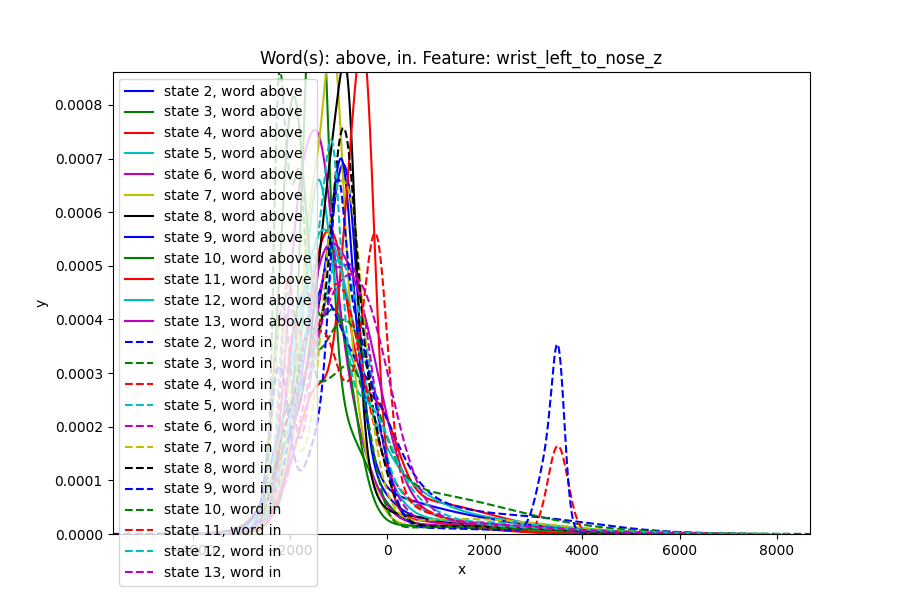 Word(s): above, in. Feature: wrist_left_to_nose_z
y
0.0008
0.0007
0.0006
0.0005
0.0004
0.0003
0.0002
0.0001
0.0000
state 2, word above
state 3, word above
state 4, word above
state 5, word above
state 6, word above
state 7, word above
state 8, word above
state 9, word above
state 10, word above
state 11, word above
state 12, word above
state 13, word above
state 2, word in
state 3, word in
state 4, word in
state 5, word in
state 6, word in
state 7, word in
state 8, word in
state 9, word in
state 10, word in
state 11, word in
state 12, word in
state 13, word in
0 2000 4000 6000 8000
x